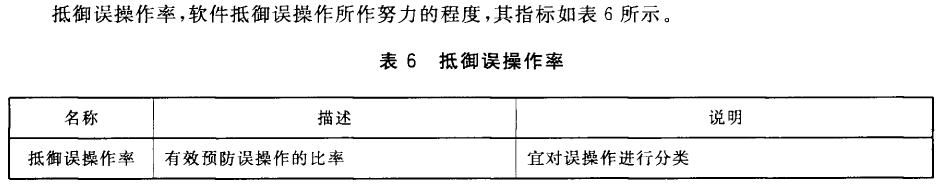 抵御误操作率,软件抵御误操作所作努力的程度,其指标如表6所示。
表6 抵御误操作率
名称 描述 说明
抵御误操作率 有效预防误操作的比率 宜对误操作进行分类